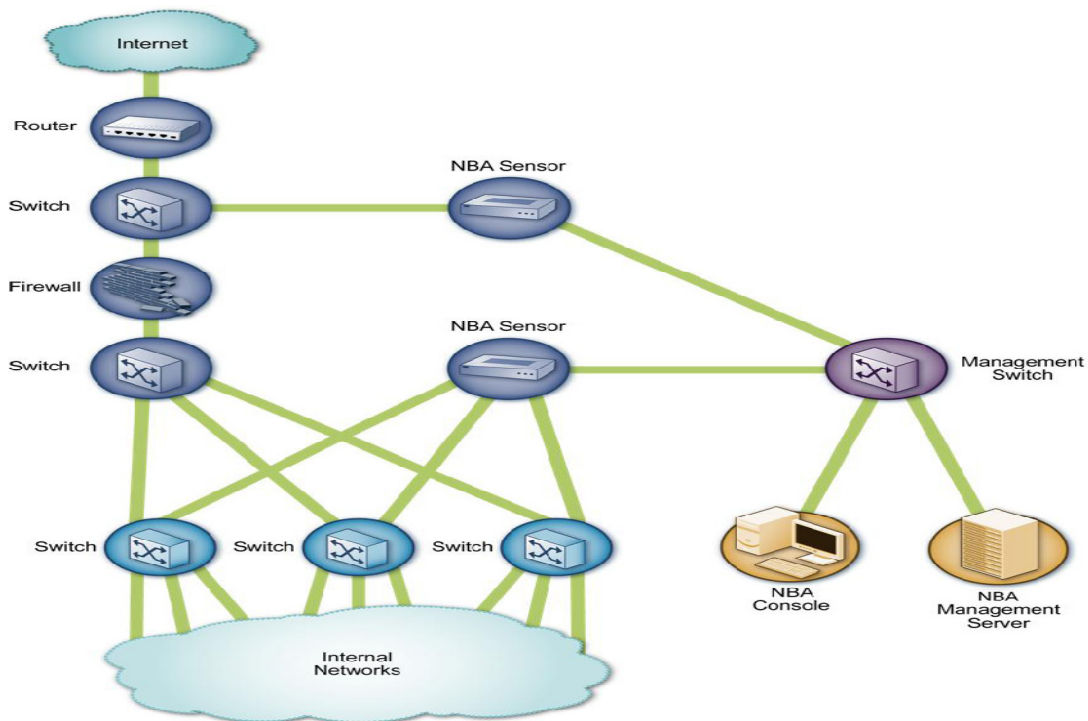 Internet
Router
NBA Sensor
Switch
Firewall
NBA Sensor
Switch
Management
Switch
Switch
Switch
Switch
NBA
Console
NBA
Management
Server
Internal
Networks